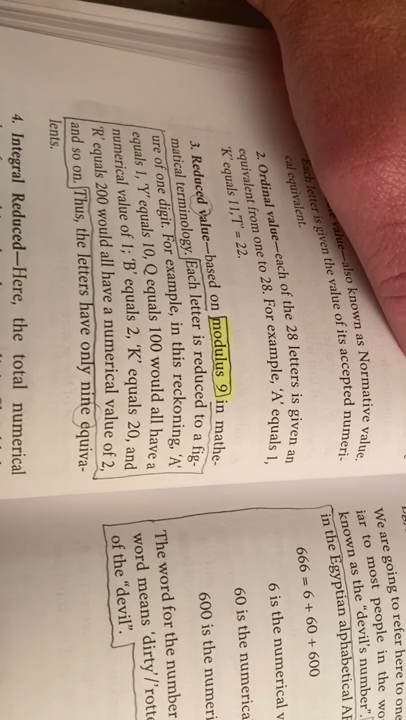 value—also known as Normative value,
Each letter is given the value of its accepted numeri-
cal equivalent.
2. Ordinal value—each of the 28 letters is given an
equivalent from one to 28. For example, 'A' equals 1,
'K' equals 11, 'T' = 22.
3. Reduced value—based on modulus 9 in mathe-
matical terminology. Each letter is reduced to a fig-
ure of one digit. For example, in this reckoning, 'A'
equals 1, 'Y' equals 10, Q equals 100 would all have a
numerical value of 1; 'B' equals 2, 'K' equals 20, and
'R' equals 200 would all have a numerical value of 2,
and so on. Thus, the letters have only nine equiva-
lents.
4. Integral Reduced—Here, the total numerical
We are going to refer here to one
iar to most people in the wo
known as the "devil's number".
in the Egyptian alphabetical
666 = 6 + 60 + 600
6 is the numerical v
60 is the numerica
600 is the numeri
The word for the number
word means 'dirty'/'rott
of the "devil".